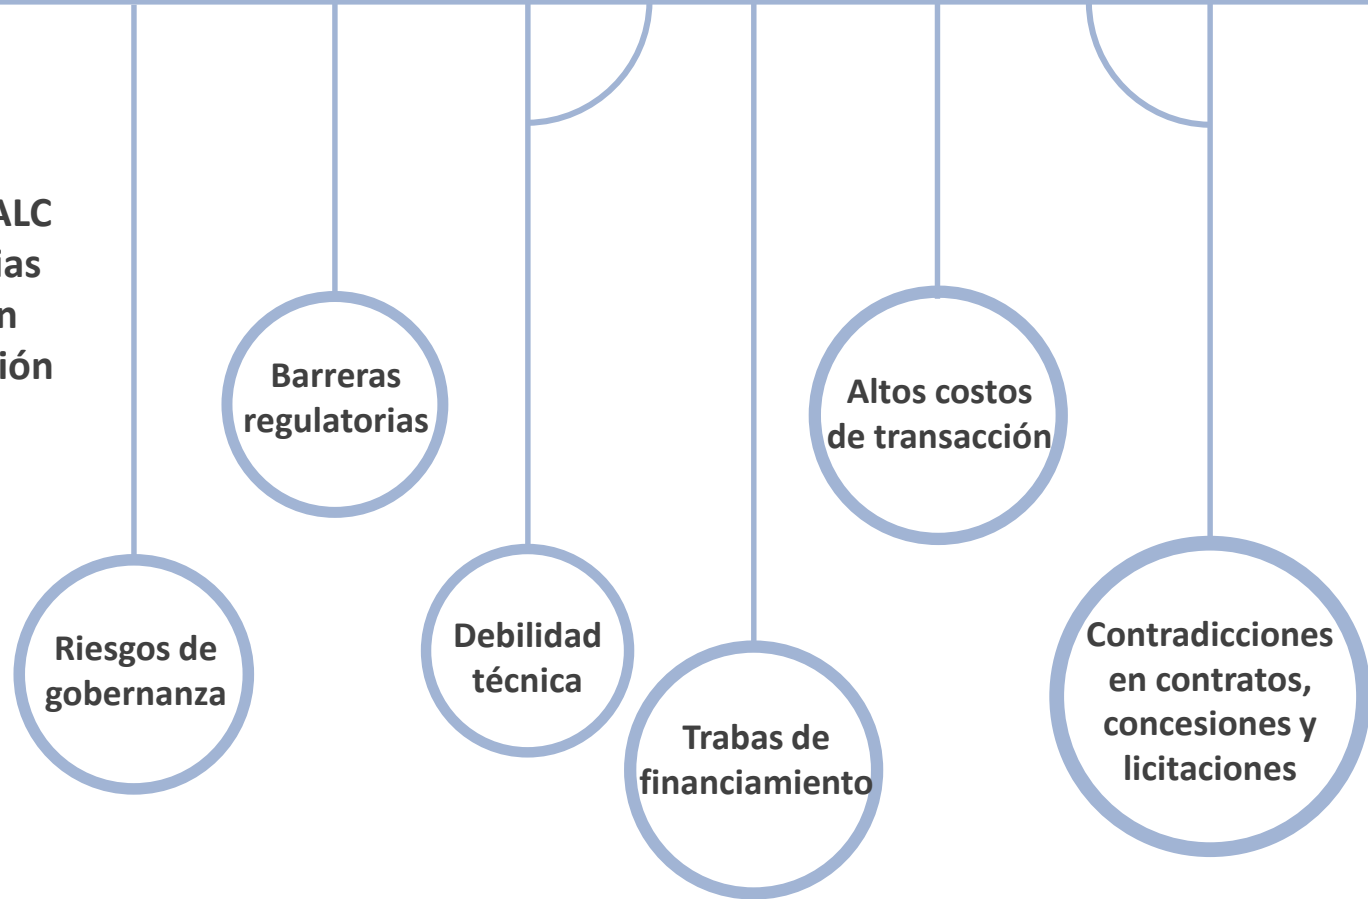 ALC
ias
n
ión
Barreras
regulatorias
Altos costos
de transacción
Riesgos de
gobernanza
Debilidad
técnica
Trabas de
financiamiento
Contradicciones
en contratos,
concesiones y
licitaciones